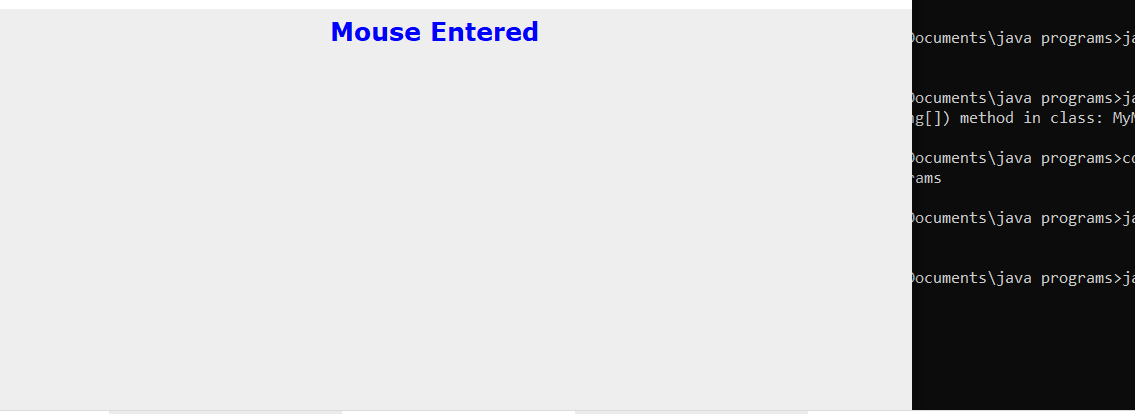 Mouse Entered
Documents\java programs>ja
Documents\java programs>ja
ng[]) method in class: MyM
Documents\java programs>co
rams
Documents\java programs>ja
Documents\java programs>ja